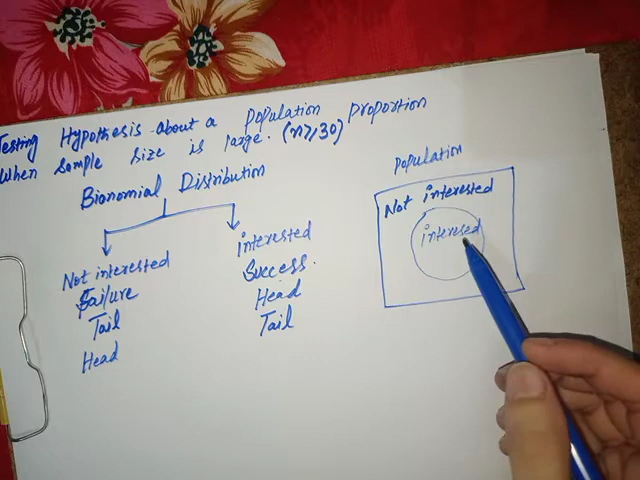 Testing Hypothesis about a population proportion
When Sample size is large. (n≥30)
Bionomial Distribution
Not interested
Failure
Tail
Head
interested
Success.
Head
Tail
population
Not interested
interesed